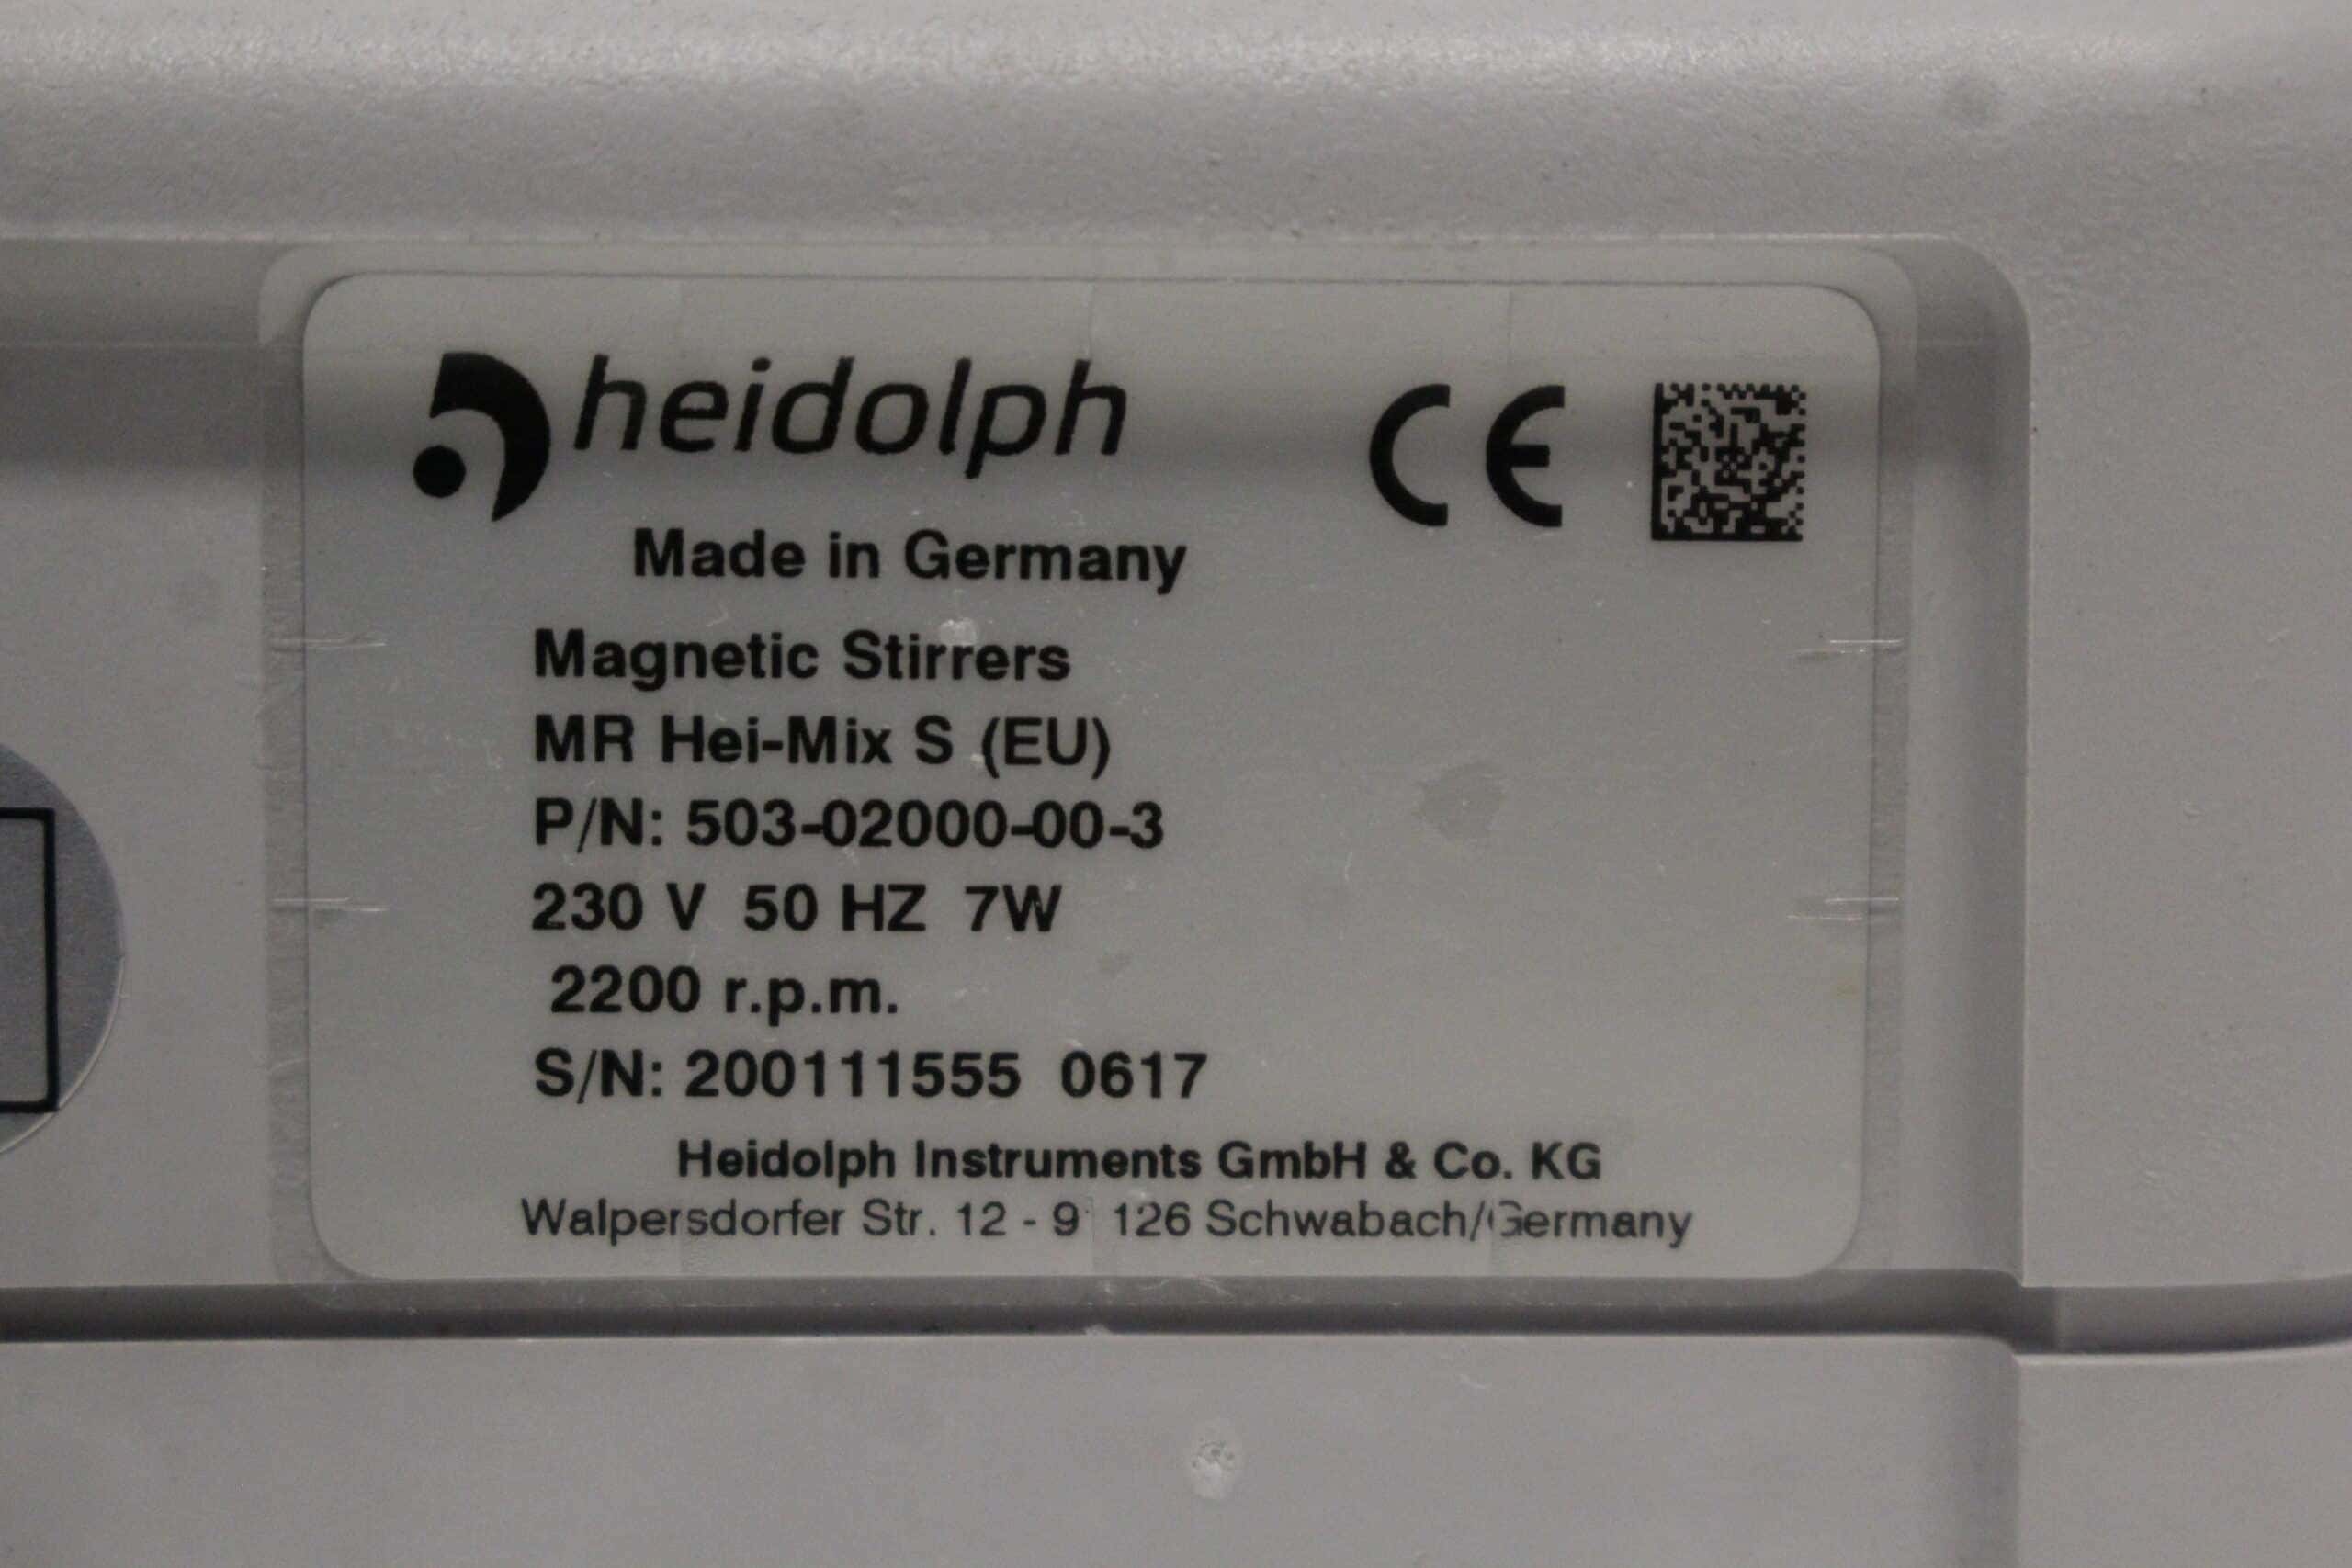 heidolph CE
Made in Germany
Magnetic Stirrers
MR Hei-Mix S (EU)
P/N: 503-02000-00-3
230 V 50 HZ 7W
2200 r.p.m.
S/N: 200111555 0617
Heidolph Instruments GmbH & Co. KG
Walpersdorfer Str. 12 - 9 126 Schwabach/Germany